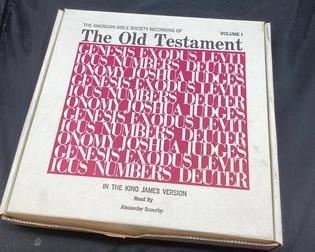 THE AMERICAN BIBLE SOCIETY RECORDING OF
VOLUME I
The Old Testament
GENESIS EXODUS LEVIT
ICUS NUMBERS DEUTER
ONOMY JOSHUA JUDGES
GENESIS EXODUS LEVIT
ICUS NUMBERS DEUTER
ONOMY JOSHUA JUDGES
GENESIS EXODUS LEVIT
ICUS NUMBERS DEUTER
ONOMY JOSHUA JUDGES
GENESIS EXODUS LEVIT
ICUS NUMBERS DEUTER
IN THE KING JAMES VERSION
Read By
Alexander Scourby